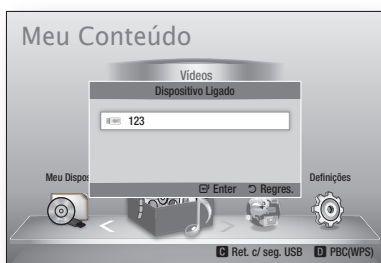 Meu Conteúdo
Vídeos
Dispositivo Ligado
123
Meu Dispos
Definições
Enter Regres.
C Ret. c/ seg. USB D PBC(WPS)